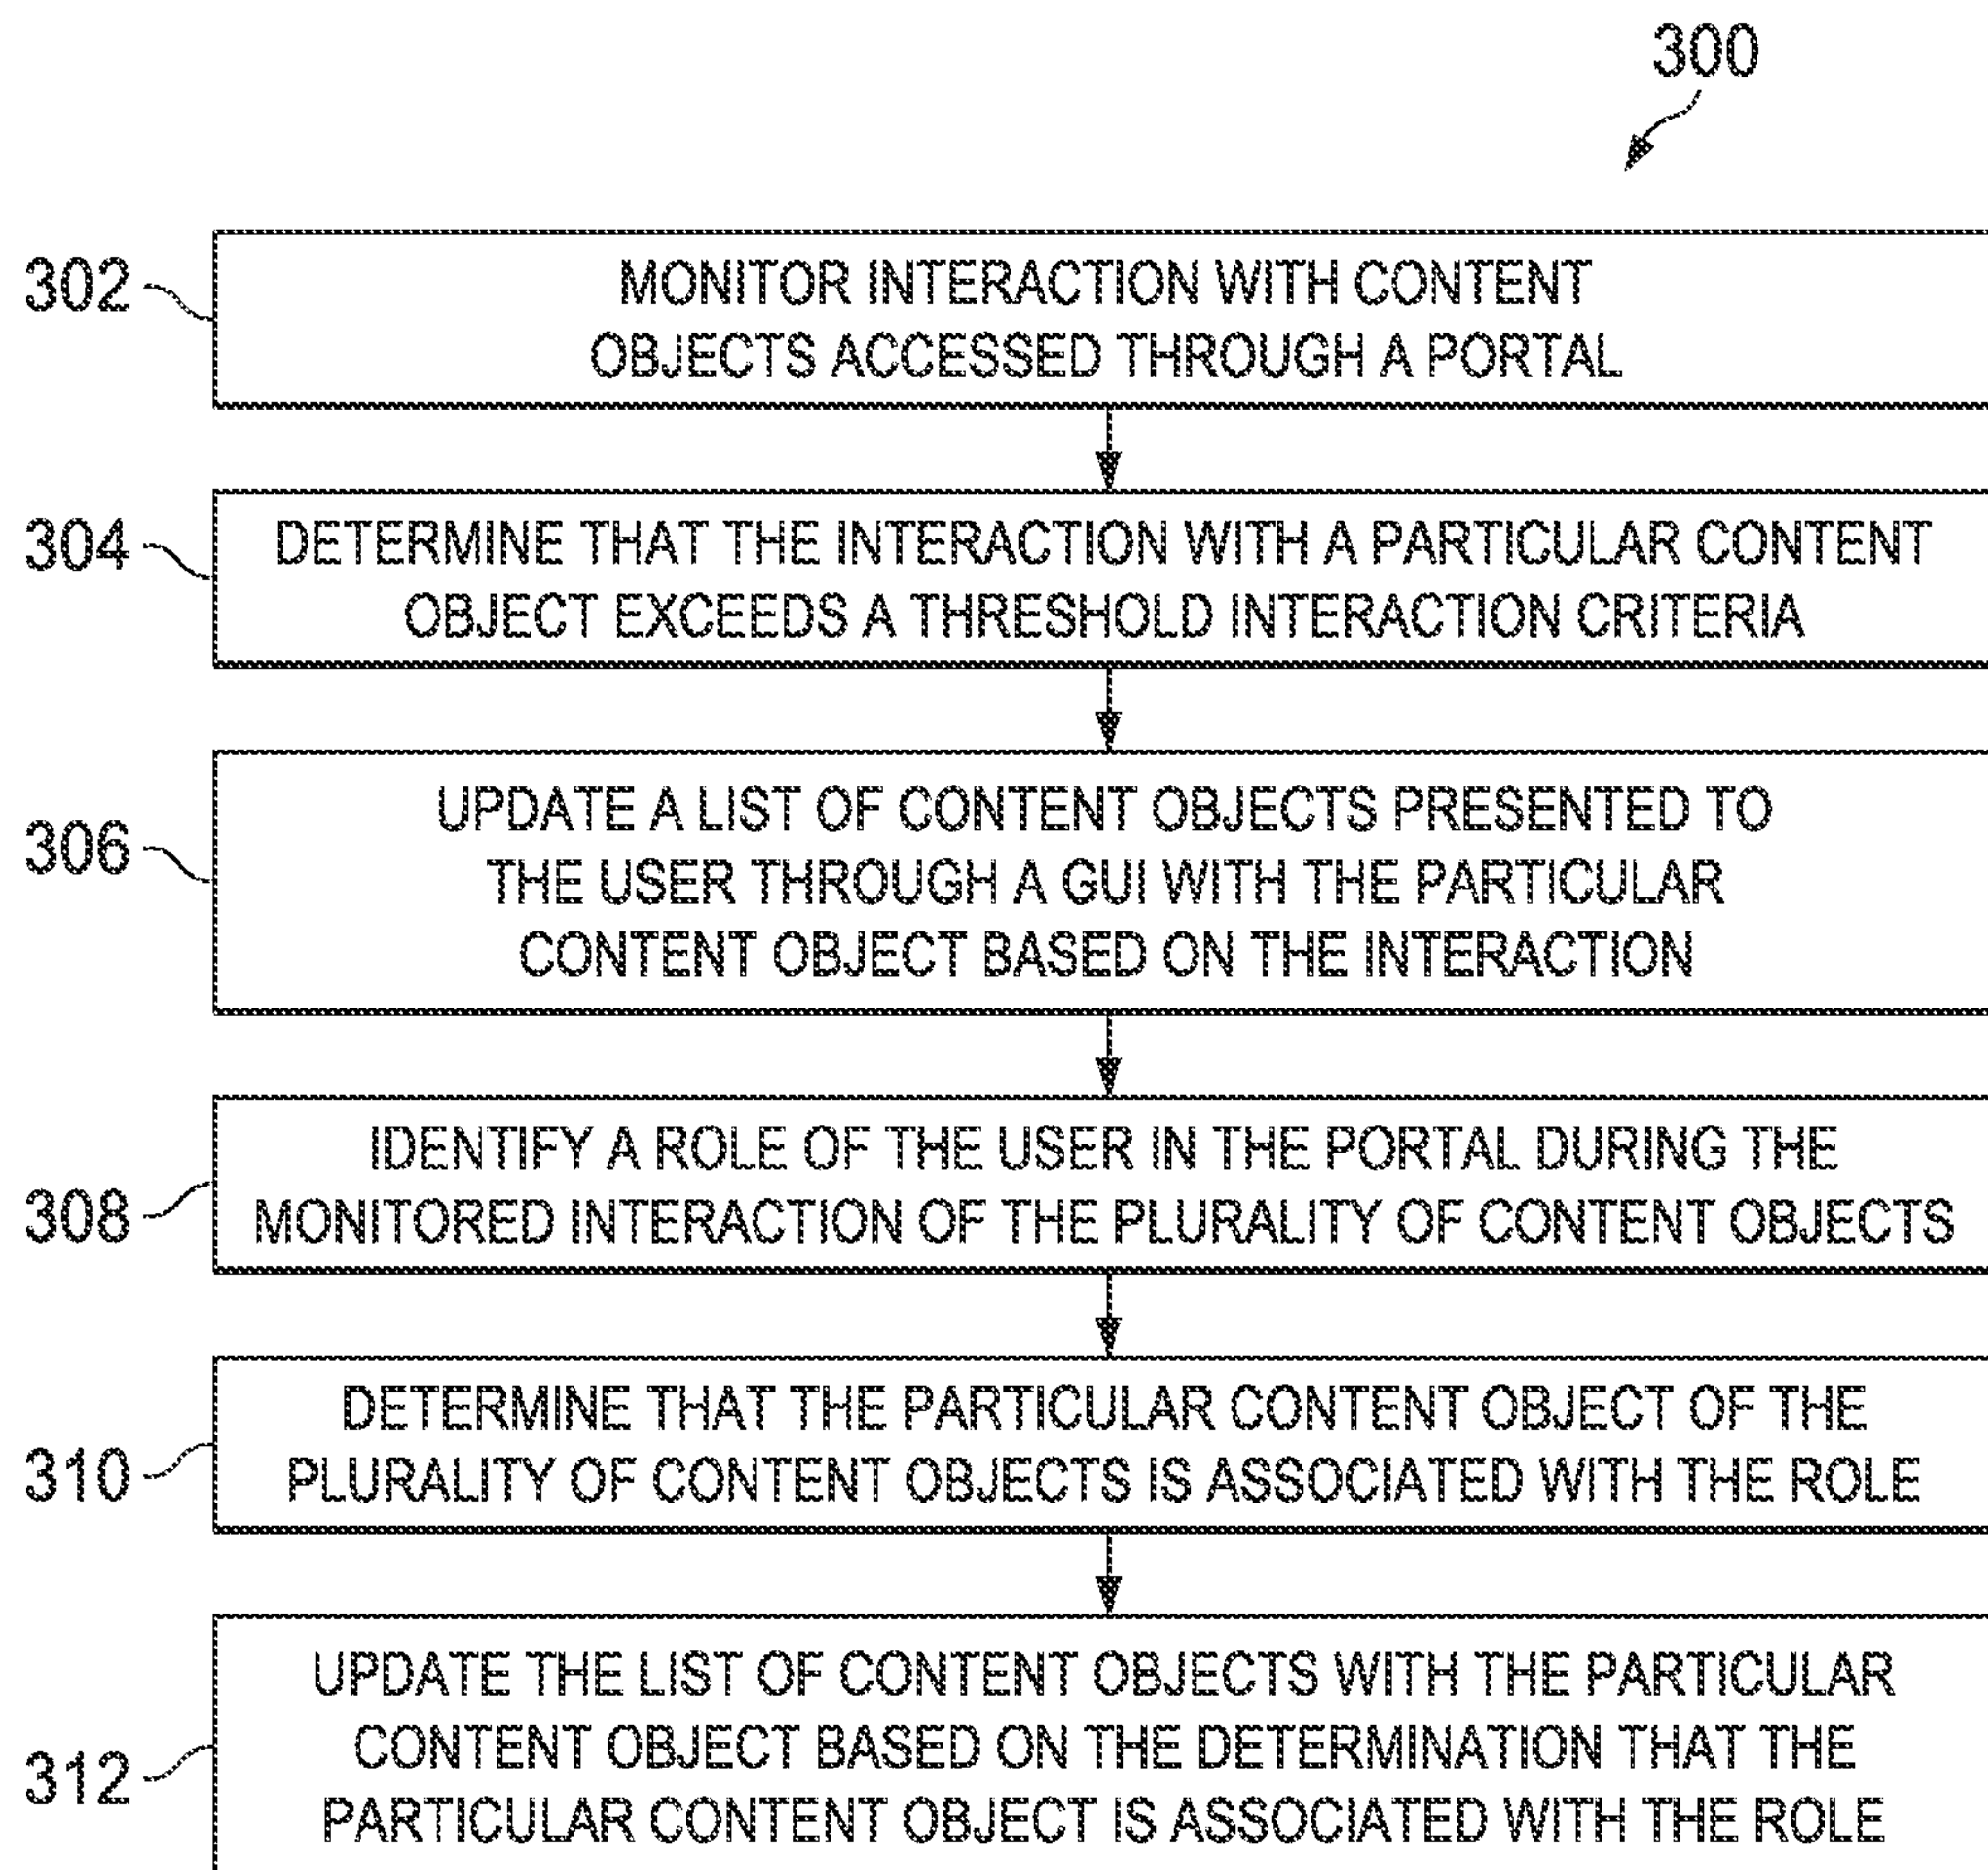 300
302
MONITOR INTERACTION WITH CONTENT
OBJECTS ACCESSED THROUGH A PORTAL
304
DETERMINE THAT THE INTERACTION WITH A PARTICULAR CONTENT
OBJECT EXCEEDS A THRESHOLD INTERACTION CRITERIA
306
UPDATE A LIST OF CONTENT OBJECTS PRESENTED TO
THE USER THROUGH A GUI WITH THE PARTICULAR
CONTENT OBJECT BASED ON THE INTERACTION
308
IDENTIFY A ROLE OF THE USER IN THE PORTAL DURING THE
MONITORED INTERACTION OF THE PLURALITY OF CONTENT OBJECTS
310
DETERMINE THAT THE PARTICULAR CONTENT OBJECT OF THE
PLURALITY OF CONTENT OBJECTS IS ASSOCIATED WITH THE ROLE
312
UPDATE THE LIST OF CONTENT OBJECTS WITH THE PARTICULAR
CONTENT OBJECT BASED ON THE DETERMINATION THAT THE
PARTICULAR CONTENT OBJECT IS ASSOCIATED WITH THE ROLE